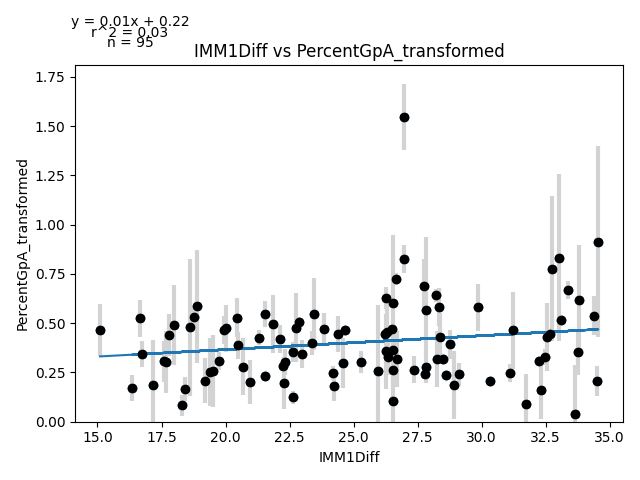 y = 0.01x + 0.22
r^2 = 0.03
n = 95
IMM1Diff vs PercentGpA_transformed
PercentGpA_transformed
1.75
1.50
1.25
1.00
0.75
0.50
0.25
0.00
15.0 17.5 20.0 22.5 25.0 27.5 30.0 32.5 35.0
IMM1Diff